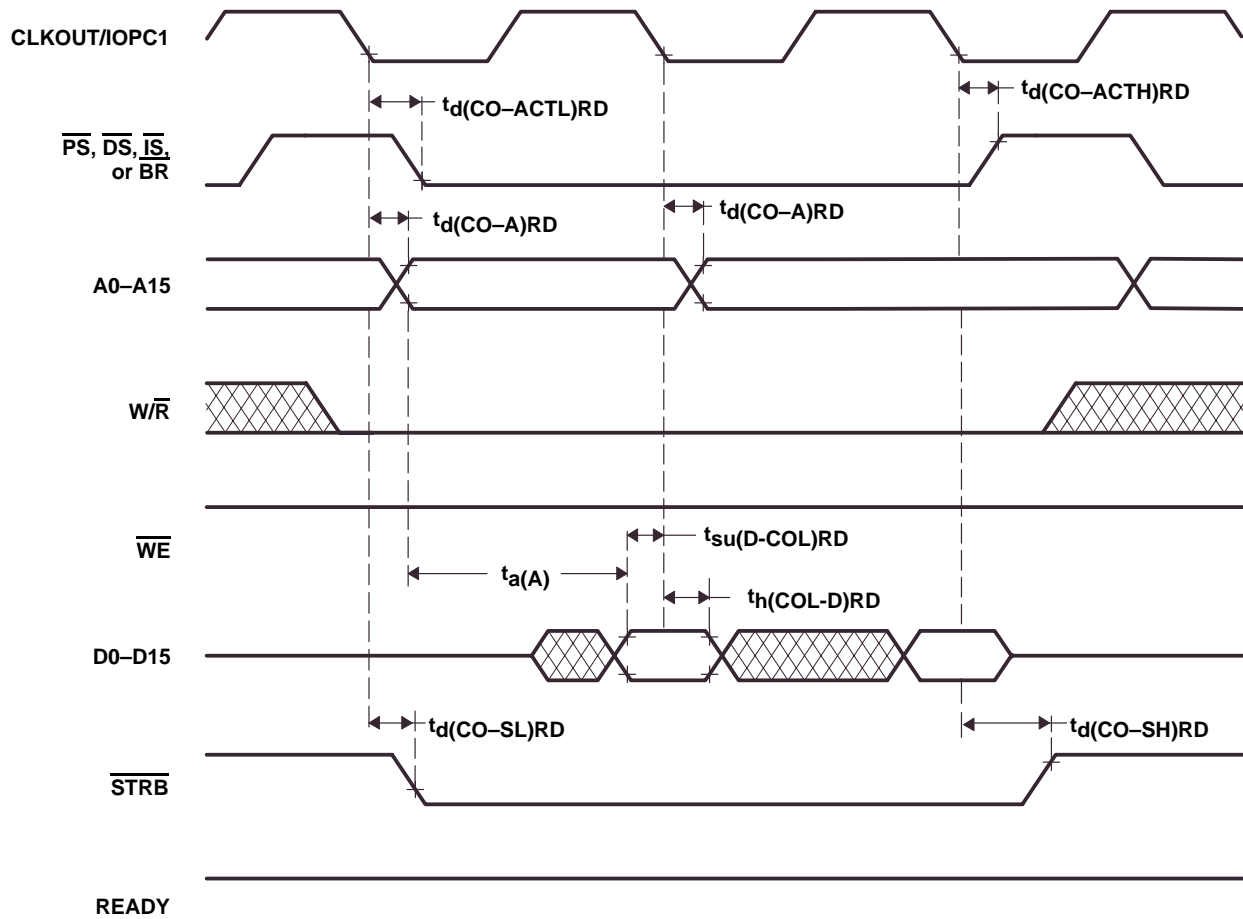 CLKOUT/IOPC1
td(CO–ACTL)RD
td(CO–ACTH)RD
PS, DS, IS,
or BR
td(CO–A)RD
td(CO–A)RD
A0–A15
W/R
WE
tsu(D-COL)RD
ta(A)
th(COL-D)RD
D0–D15
td(CO–SL)RD
td(CO–SH)RD
STRB
READY